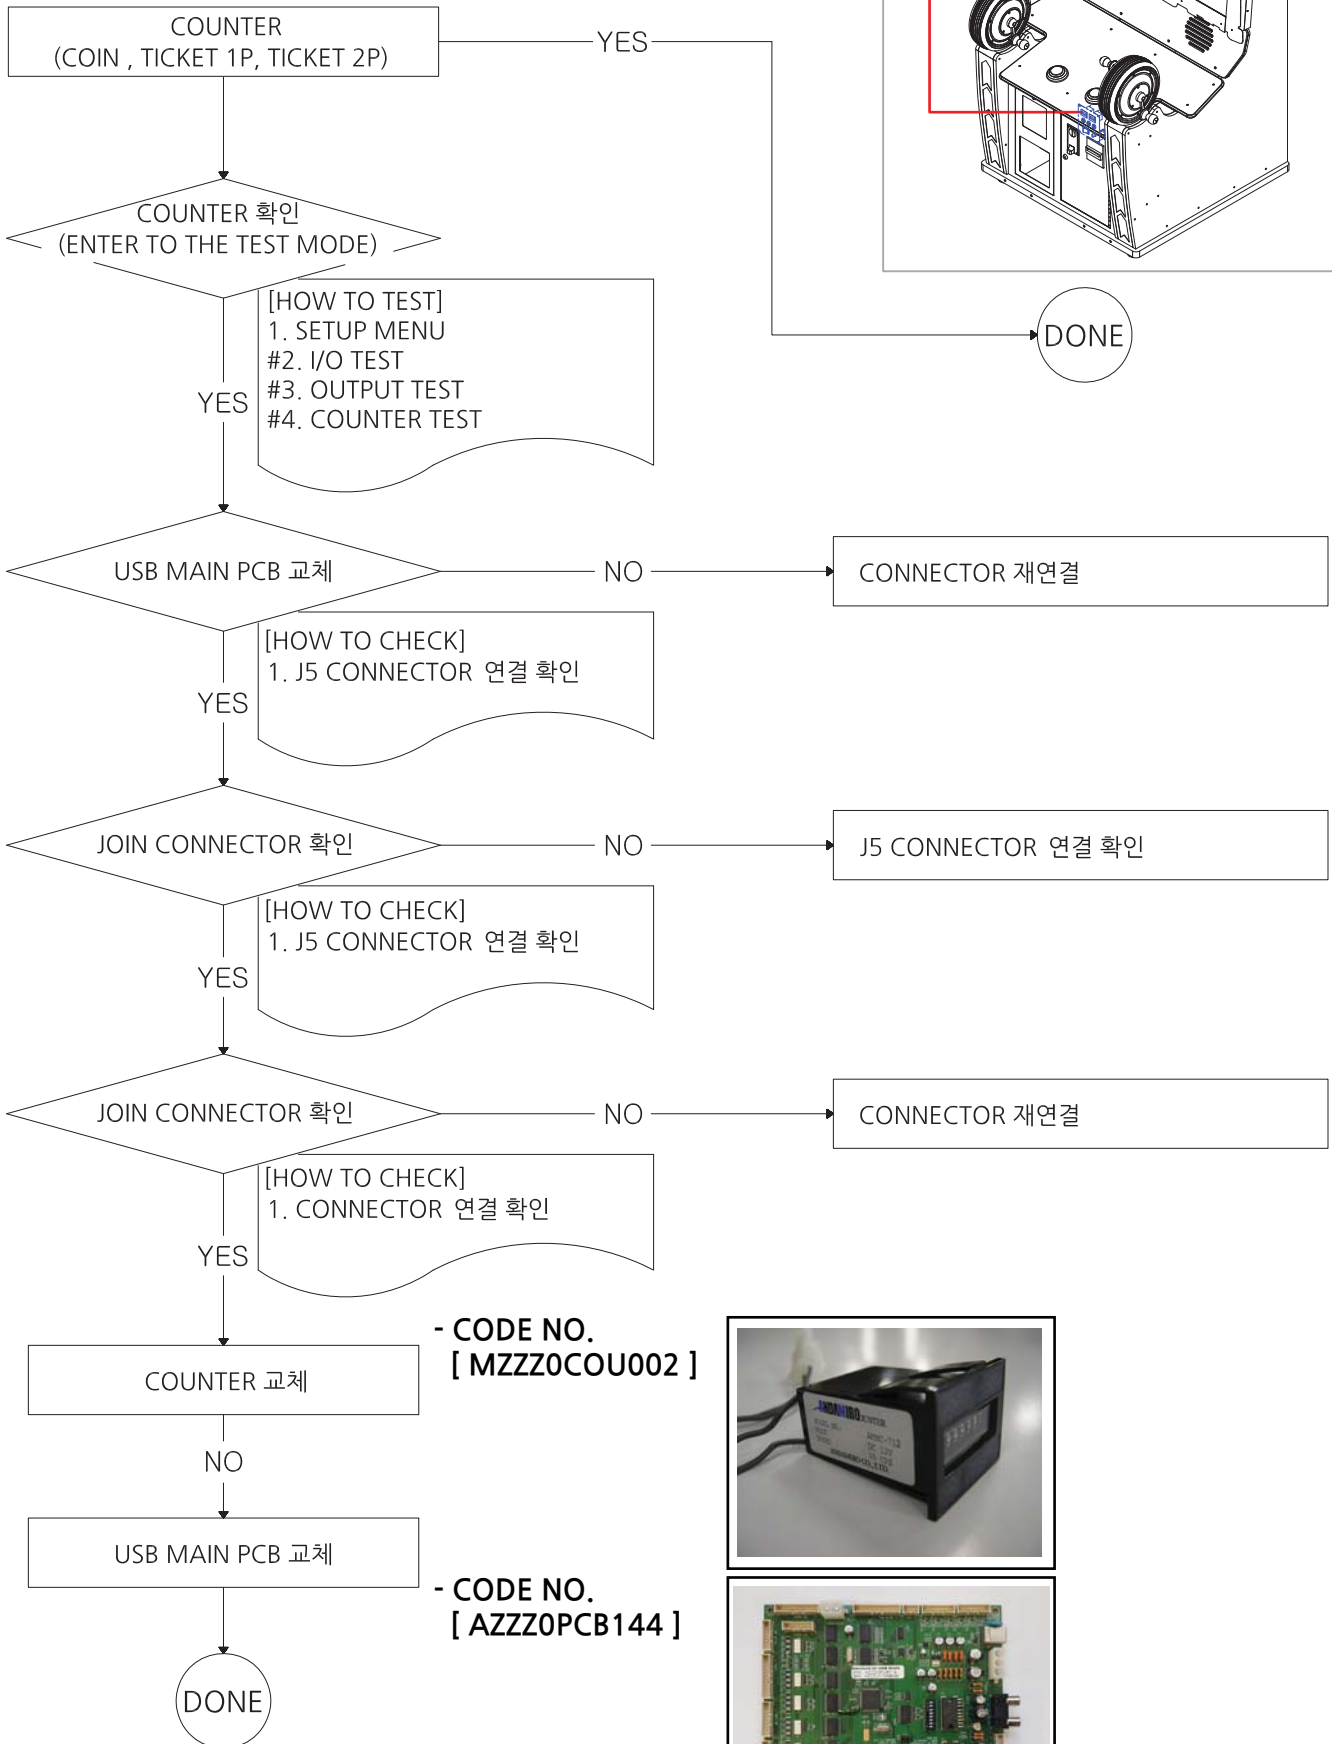 COUNTER
(COIN , TICKET 1P, TICKET 2P)
YES
COUNTER 확인
(ENTER TO THE TEST MODE)
[HOW TO TEST]
1. SETUP MENU
#2. I/O TEST
#3. OUTPUT TEST
#4. COUNTER TEST
DONE
YES
USB MAIN PCB 교체
NO
CONNECTOR 재연결
[HOW TO CHECK]
1. J5 CONNECTOR 연결 확인
YES
JOIN CONNECTOR 확인
NO
J5 CONNECTOR 연결 확인
[HOW TO CHECK]
1. J5 CONNECTOR 연결 확인
YES
JOIN CONNECTOR 확인
NO
CONNECTOR 재연결
[HOW TO CHECK]
1. CONNECTOR 연결 확인
YES
- CODE NO.
[ MZZZ0COU002 ]
COUNTER 교체
ANDAMIRO COUNTER
DC 12V
NO
USB MAIN PCB 교체
- CODE NO.
[ AZZZ0PCB144 ]
DONE